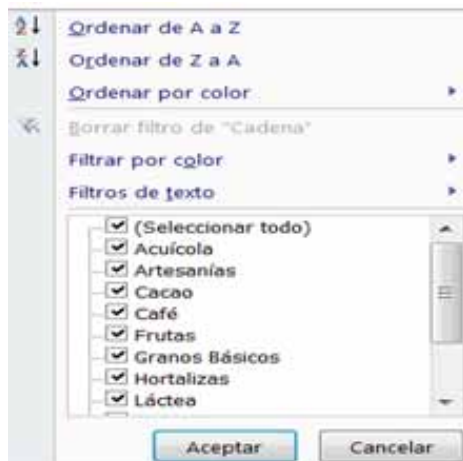 Ordenar de A a Z
Ordenar de Z a A
Ordenar por color
Borrar filtro de "Cadena"
Filtrar por color
Filtros de texto
(Seleccionar todo)
Acuícola
Artesanías
Cacao
Café
Frutas
Granos Básicos
Hortalizas
Láctea
Aceptar Cancelar